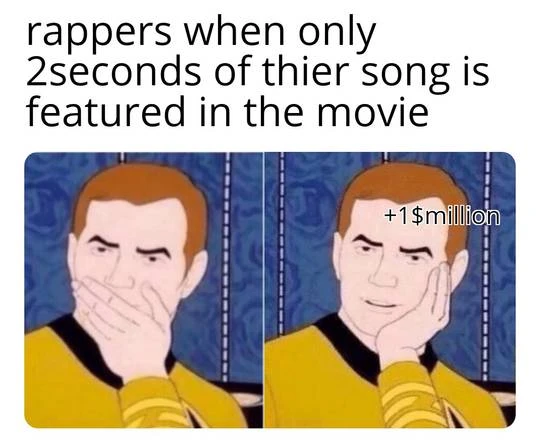 rappers when only
2seconds of thier song is
featured in the movie
+1$million